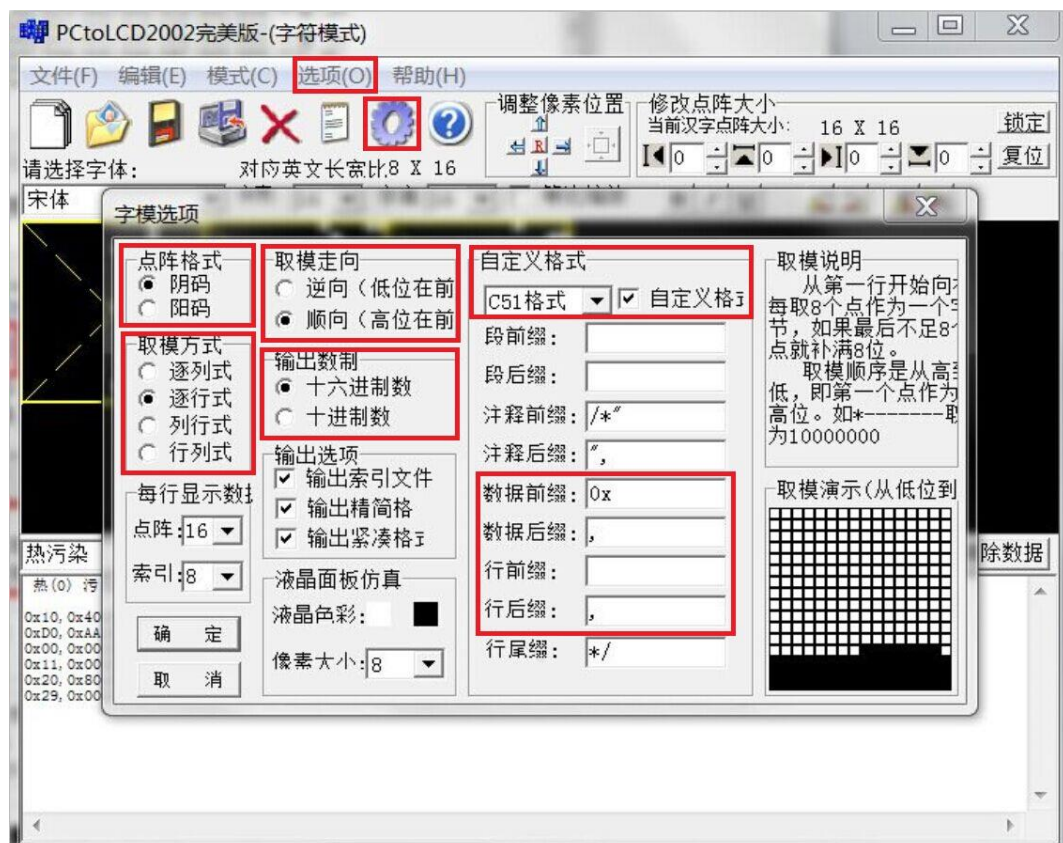 PCtoLCD2002完美版-(字符模式)
文件(F) 编辑(E) 模式(C) 选项(O) 帮助(H)
调整像素位置
修改点阵大小
当前汉字点阵大小: 16 X 16
锁定
复位
0 0 0 0
请选择字体: 对应英文长宽比8 X 16
宋体
字模选项
点阵格式
阴码
阳码
取模方式
逐列式
逐行式
列行式
行列式
每行显示数据
点阵:16
索引:8
确 定
取 消
取模走向
逆向(低位在前
顺向(高位在前
输出数制
十六进制数
十进制数
输出选项
输出索引文件
输出精简格
输出紧凑格式
液晶面板仿真
液晶色彩:
像素大小:8
自定义格式
C51格式 自定义格式
段前缀:
段后缀:
注释前缀: /*"
注释后缀: ",
数据前缀: 0x
数据后缀: ,
行前缀:
行后缀: ,
行尾缀: */
取模说明
从第一行开始向
每取8个点作为一个字
节,如果最后不足8个
点就补满8位。
取模顺序是从高到
低,即第一个点作为
高位。如*-------取
为10000000
取模演示(从低位到
热污染
除数据
热(0) 污
0x10, 0x40
0xD0, 0xAA
0x00, 0x00
0x11, 0x00
0x20, 0x80
0x29, 0x00